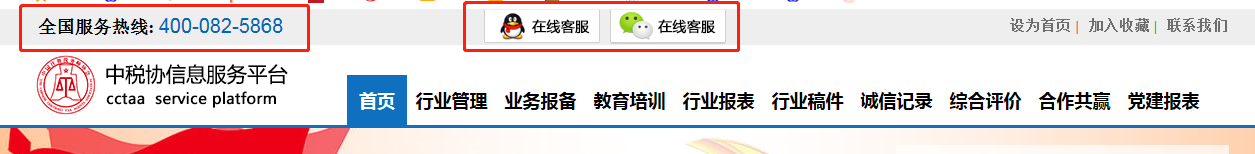 全国服务热线: 400-082-5868
在线客服
在线客服
设为首页 | 加入收藏 | 联系我们
中税协信息服务平台
cctaa service platform
首页 行业管理 业务报备 教育培训 行业报表 行业稿件 诚信记录 综合评价 合作共赢 党建报表